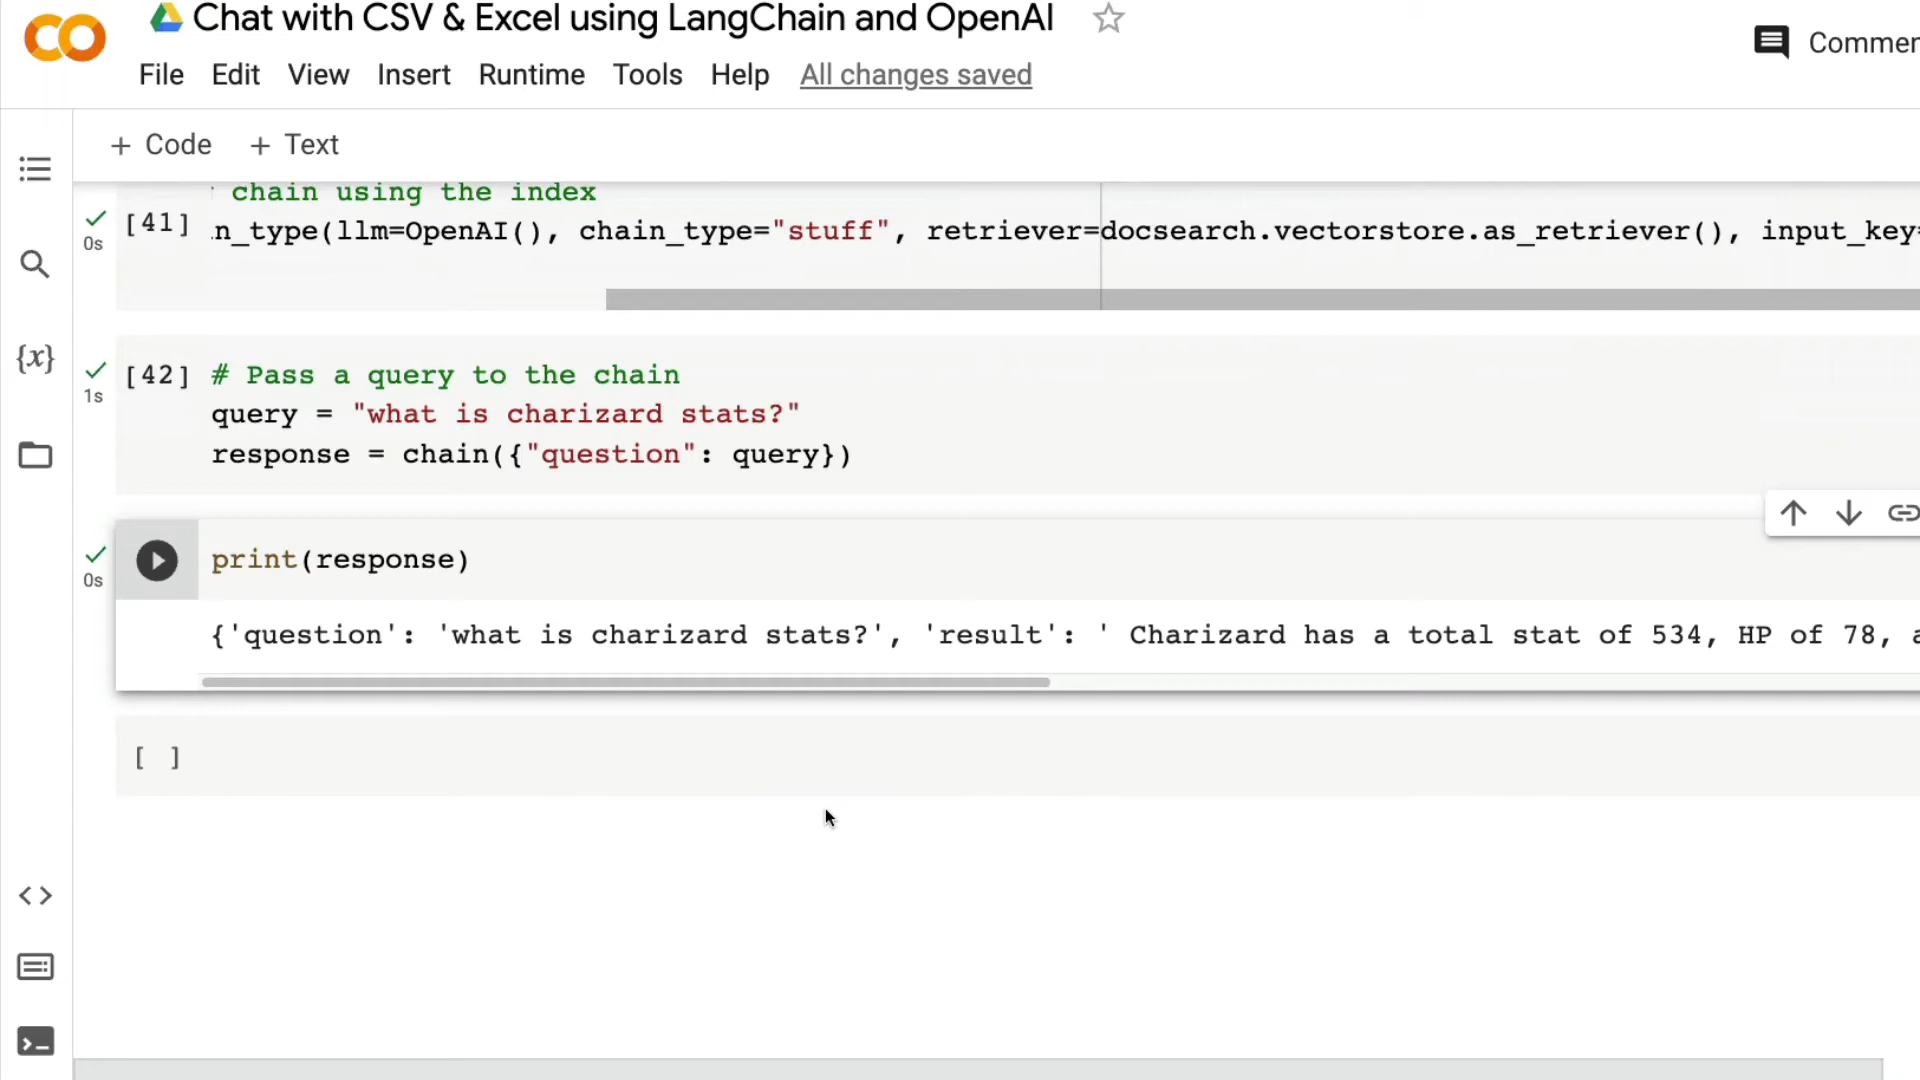 Chat with CSV & Excel using LangChain and OpenAI
File Edit View Insert Runtime Tools Help All changes saved
+ Code + Text
chain using the index
[41] n_type(llm=OpenAI(), chain_type="stuff", retriever=docsearch.vectorstore.as_retriever(), input_key=
0s
[42] # Pass a query to the chain
1s
query = "what is charizard stats?"
response = chain({"question": query})
print(response)
0s
{'question': 'what is charizard stats?', 'result': ' Charizard has a total stat of 534, HP of 78,
[ ]
{x}